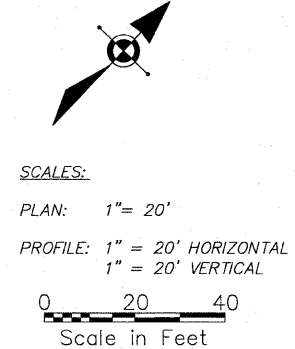 SCALES:
PLAN: 1"= 20'
PROFILE: 1" = 20' HORIZONTAL
1" = 20' VERTICAL
0 20 40
Scale in Feet